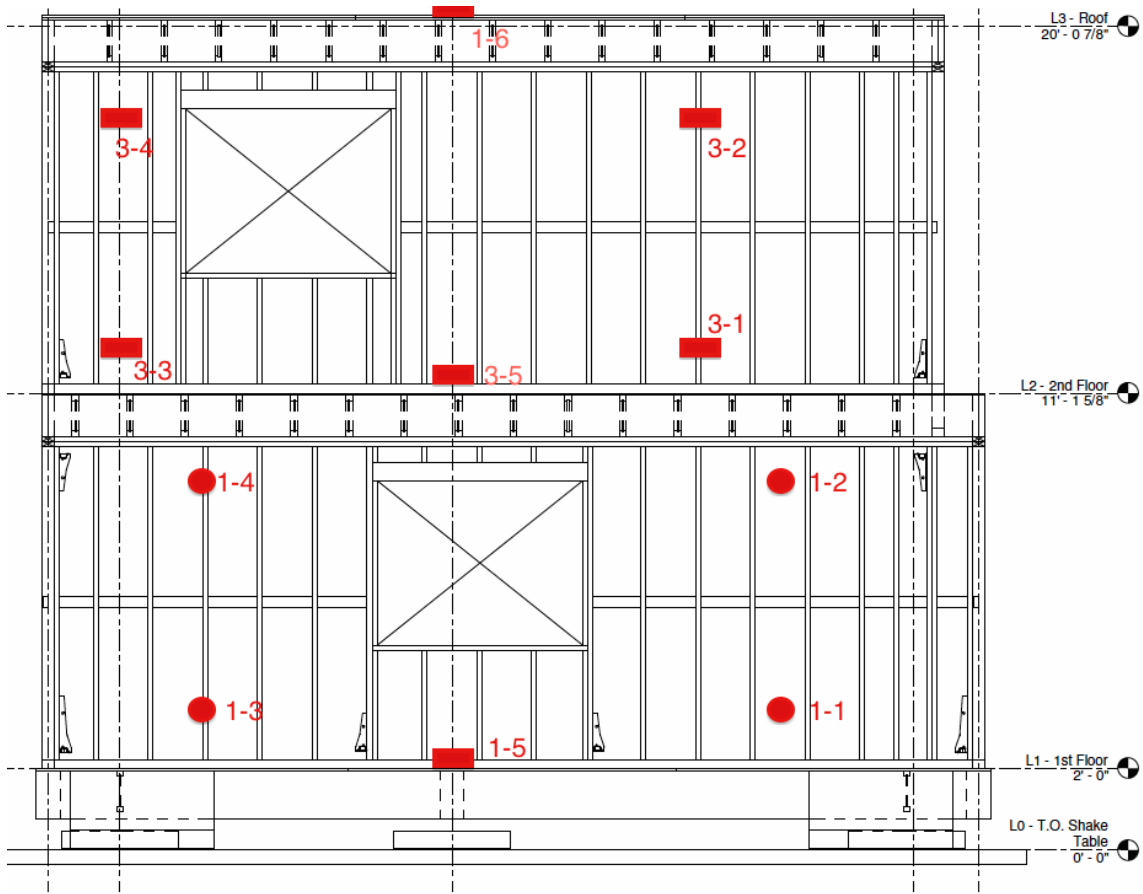 L3 - Roof
20' - 0 7/8"
1-6
3-4
3-2
3-1
3-3
3-5
L2 - 2nd Floor
11' - 1 5/8"
1-4
1-2
1-3
1-1
1-5
L1 - 1st Floor
2' - 0"
L0 - T.O. Shake
Table
0' - 0"